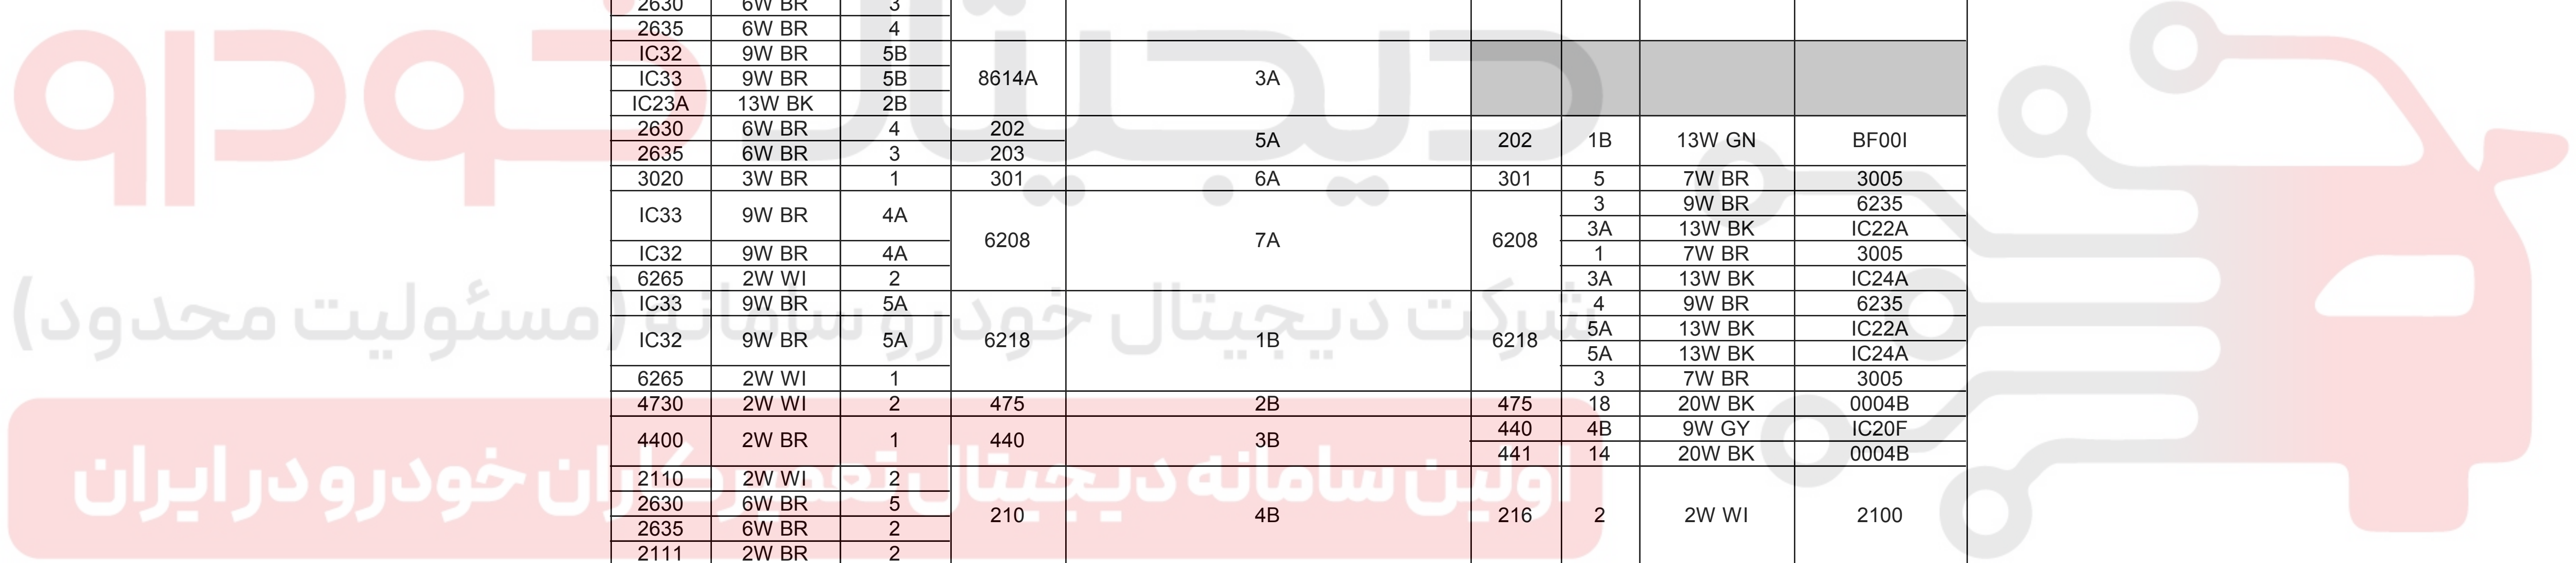 2630 6W BR 3
2635 6W BR 4
IC32 9W BR 5B
IC33 9W BR 5B 8614A 3A
IC23A 13W BK 2B
2630 6W BR 4 202
5A 202 1B 13W GN BF00I
2635 6W BR 3 203
3020 3W BR 1 301 6A 301 5 7W BR 3005
3 9W BR 6235
IC33 9W BR 4A
3A 13W BK IC22A
6208 7A 6208
IC32 9W BR 4A 1 7W BR 3005
6265 2W WI 2 3A 13W BK IC24A
IC33 9W BR 5A 4 9W BR 6235
5A 13W BK IC22A
IC32 9W BR 5A 6218 1B 6218
5A 13W BK IC24A
6265 2W WI 1 3 7W BR 3005
4730 2W WI 2 475 2B 475 18 20W BK 0004B
440 4B 9W GY IC20F
4400 2W BR 1 440 3B
441 14 20W BK 0004B
2110 2W WI 2
2630 6W BR 5
210 4B 216 2 2W WI 2100
2635 6W BR 2
2111 2W BR 2
دیجیتال خودرو
شرکت دیجیتال خودرو سامانه (مسئولیت محدود)
اولین سامانه دیجیتال تعمیرکاران خودرو در ایران